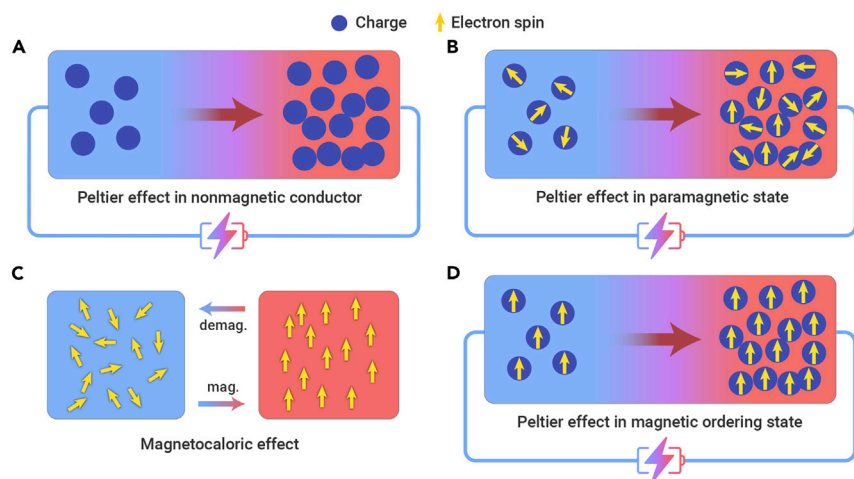 Charge
Electron spin
A
Peltier effect in nonmagnetic conductor
B
Peltier effect in paramagnetic state
C
demag.
mag.
Magnetocaloric effect
D
Peltier effect in magnetic ordering state